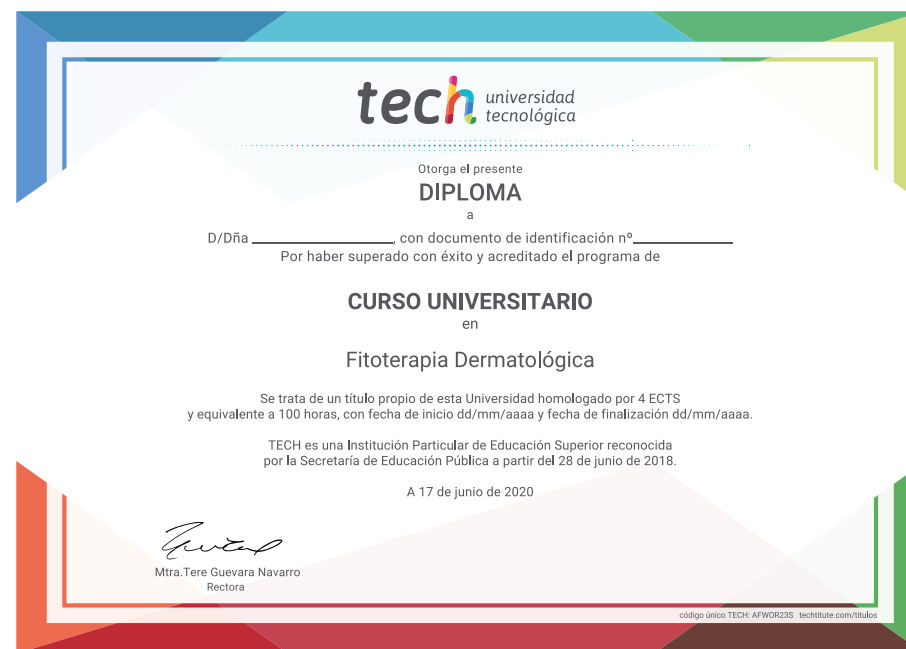 tech universidad
tecnológica
Otorga el presente
DIPLOMA
a
D/Dña ____________________, con documento de identificación nº______________
Por haber superado con éxito y acreditado el programa de
CURSO UNIVERSITARIO
en
Fitoterapia Dermatológica
Se trata de un título propio de esta Universidad homologado por 4 ECTS
y equivalente a 100 horas, con fecha de inicio dd/mm/aaaa y fecha de finalización dd/mm/aaaa.
TECH es una Institución Particular de Educación Superior reconocida
por la Secretaría de Educación Pública a partir del 28 de junio de 2018.
A 17 de junio de 2020
Mtra.Tere Guevara Navarro
Rectora
código único TECH: AFWOR23S techtitute.com/titulos